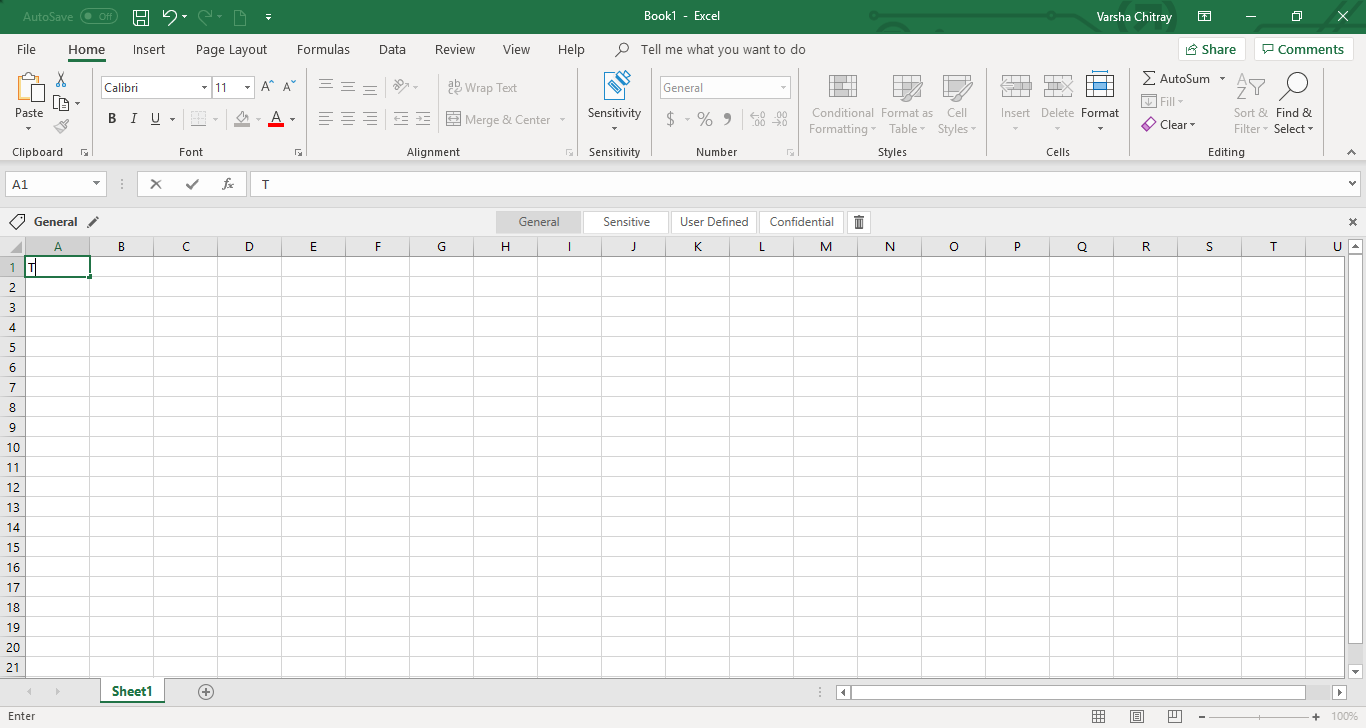 AutoSave Off Book1 - Excel Varsha Chitray
File Home Insert Page Layout Formulas Data Review View Help Tell me what you want to do Share Comments
Paste
Clipboard
Calibri 11 A A
B I U A
Font
Wrap Text
Merge & Center
Alignment
Sensitivity
Sensitivity
General
$ % 9 .00 .00
Number
Conditional Formatting
Format as Table
Cell Styles
Styles
Insert Delete Format
Cells
AutoSum
Fill
Clear
Sort & Filter
Find & Select
Editing
A1 fx T
General General Sensitive User Defined Confidential
A B C D E F G H I J K L M N O P Q R S T U
1 T
2
3
4
5
6
7
8
9
10
11
12
13
14
15
16
17
18
19
20
21
Sheet1
Enter 100%